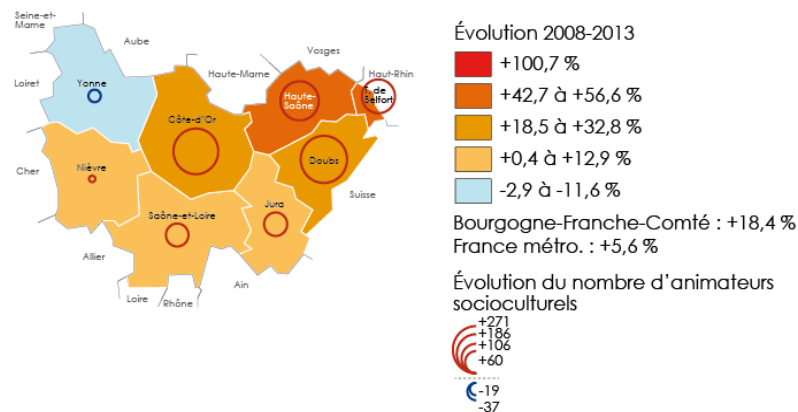 Seine-et-
Marne
Aube
Vosges
Haut-Rhin
Loiret
Yonne
Haute-Marne
Haute-
Saône
T. de
Belfort
Côte-d'Or
Cher
Nièvre
Doubs
Suisse
Saône-et-Loire
Jura
Allier
Ain
Loire
Rhône
Évolution 2008-2013
+100,7 %
+42,7 à +56,6 %
+18,5 à +32,8 %
+0,4 à +12,9 %
-2,9 à -11,6 %
Bourgogne-Franche-Comté : +18,4 %
France métro. : +5,6 %
Évolution du nombre d'animateurs
socioculturels
+271
+186
+106
+60
-19
-37